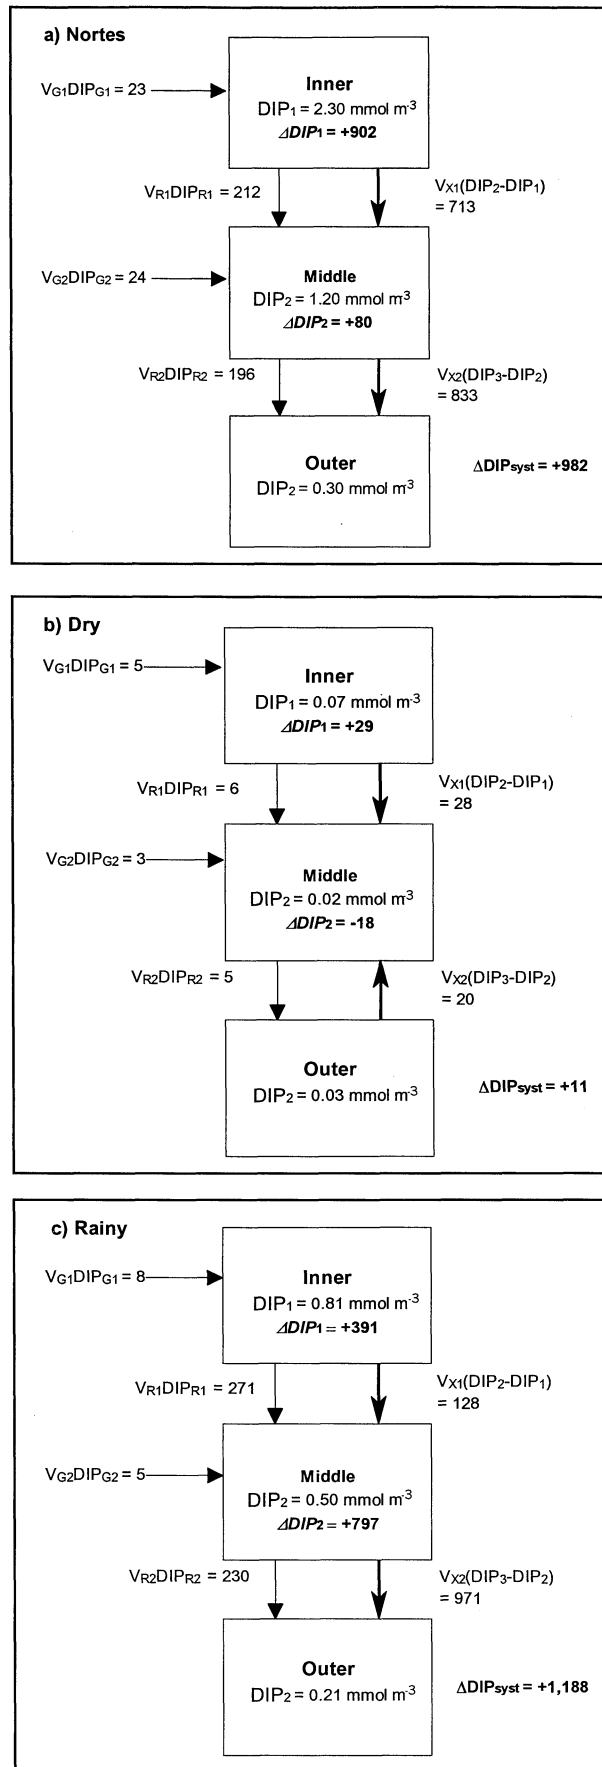 a) Nortes
Inner
VG1DIPG1 = 23
DIP1 = 2.30 mmol m-3
ΔDIP1 = +902
VR1DIPR1 = 212
VX1(DIP2-DIP1)
= 713
Middle
VG2DIPG2 = 24
DIP2 = 1.20 mmol m-3
ΔDIP2 = +80
VR2DIPR2 = 196
VX2(DIP3-DIP2)
= 833
Outer
ΔDIPsyst = +982
DIP2 = 0.30 mmol m-3
b) Dry
VG1DIPG1 = 5
Inner
DIP1 = 0.07 mmol m-3
ΔDIP1 = +29
VR1DIPR1 = 6
VX1(DIP2-DIP1)
= 28
VG2DIPG2 = 3
Middle
DIP2 = 0.02 mmol m-3
ΔDIP2 = -18
VR2DIPR2 = 5
VX2(DIP3-DIP2)
= 20
Outer
DIP2 = 0.03 mmol m-3
ΔDIPsyst = +11
c) Rainy
VG1DIPG1 = 8
Inner
DIP1 = 0.81 mmol m-3
ΔDIP1 = +391
VR1DIPR1 = 271
VX1(DIP2-DIP1)
= 128
VG2DIPG2 = 5
Middle
DIP2 = 0.50 mmol m-3
ΔDIP2 = +797
VR2DIPR2 = 230
VX2(DIP3-DIP2)
= 971
Outer
DIP2 = 0.21 mmol m-3
ΔDIPsyst = +1,188